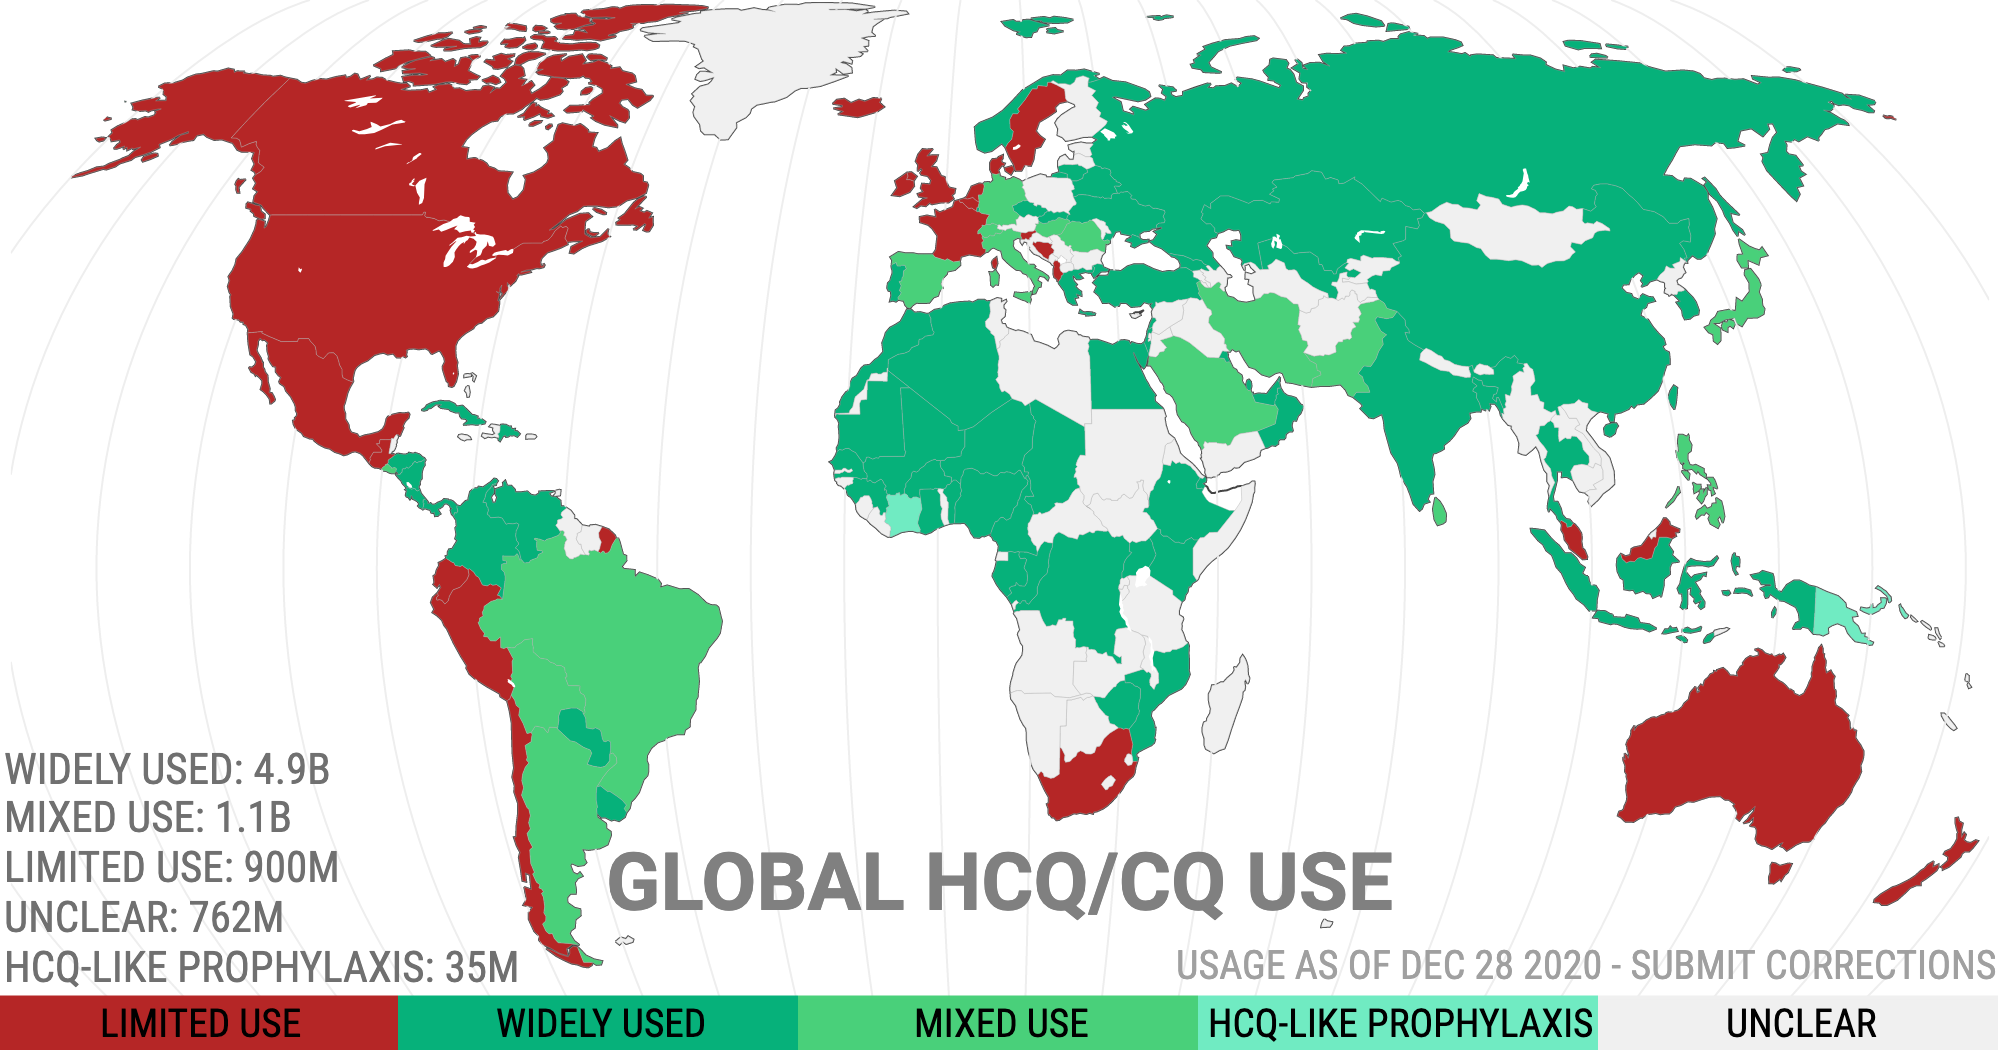 WIDELY USED: 4.9B
MIXED USE: 1.1B
LIMITED USE: 900M
UNCLEAR: 762M
HCQ-LIKE PROPHYLAXIS: 35M
GLOBAL HCQ/CQ USE
USAGE AS OF DEC 28 2020 - SUBMIT CORRECTIONS
LIMITED USE
WIDELY USED
MIXED USE
HCQ-LIKE PROPHYLAXIS
UNCLEAR